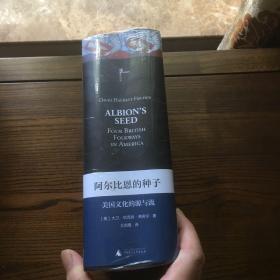 DAVID HACKETT FISCHER
ALBION'S
SEED
FOUR BRITISH
FOLKWAYS
IN AMERICA
阿尔比恩的种子
美国文化的源与流